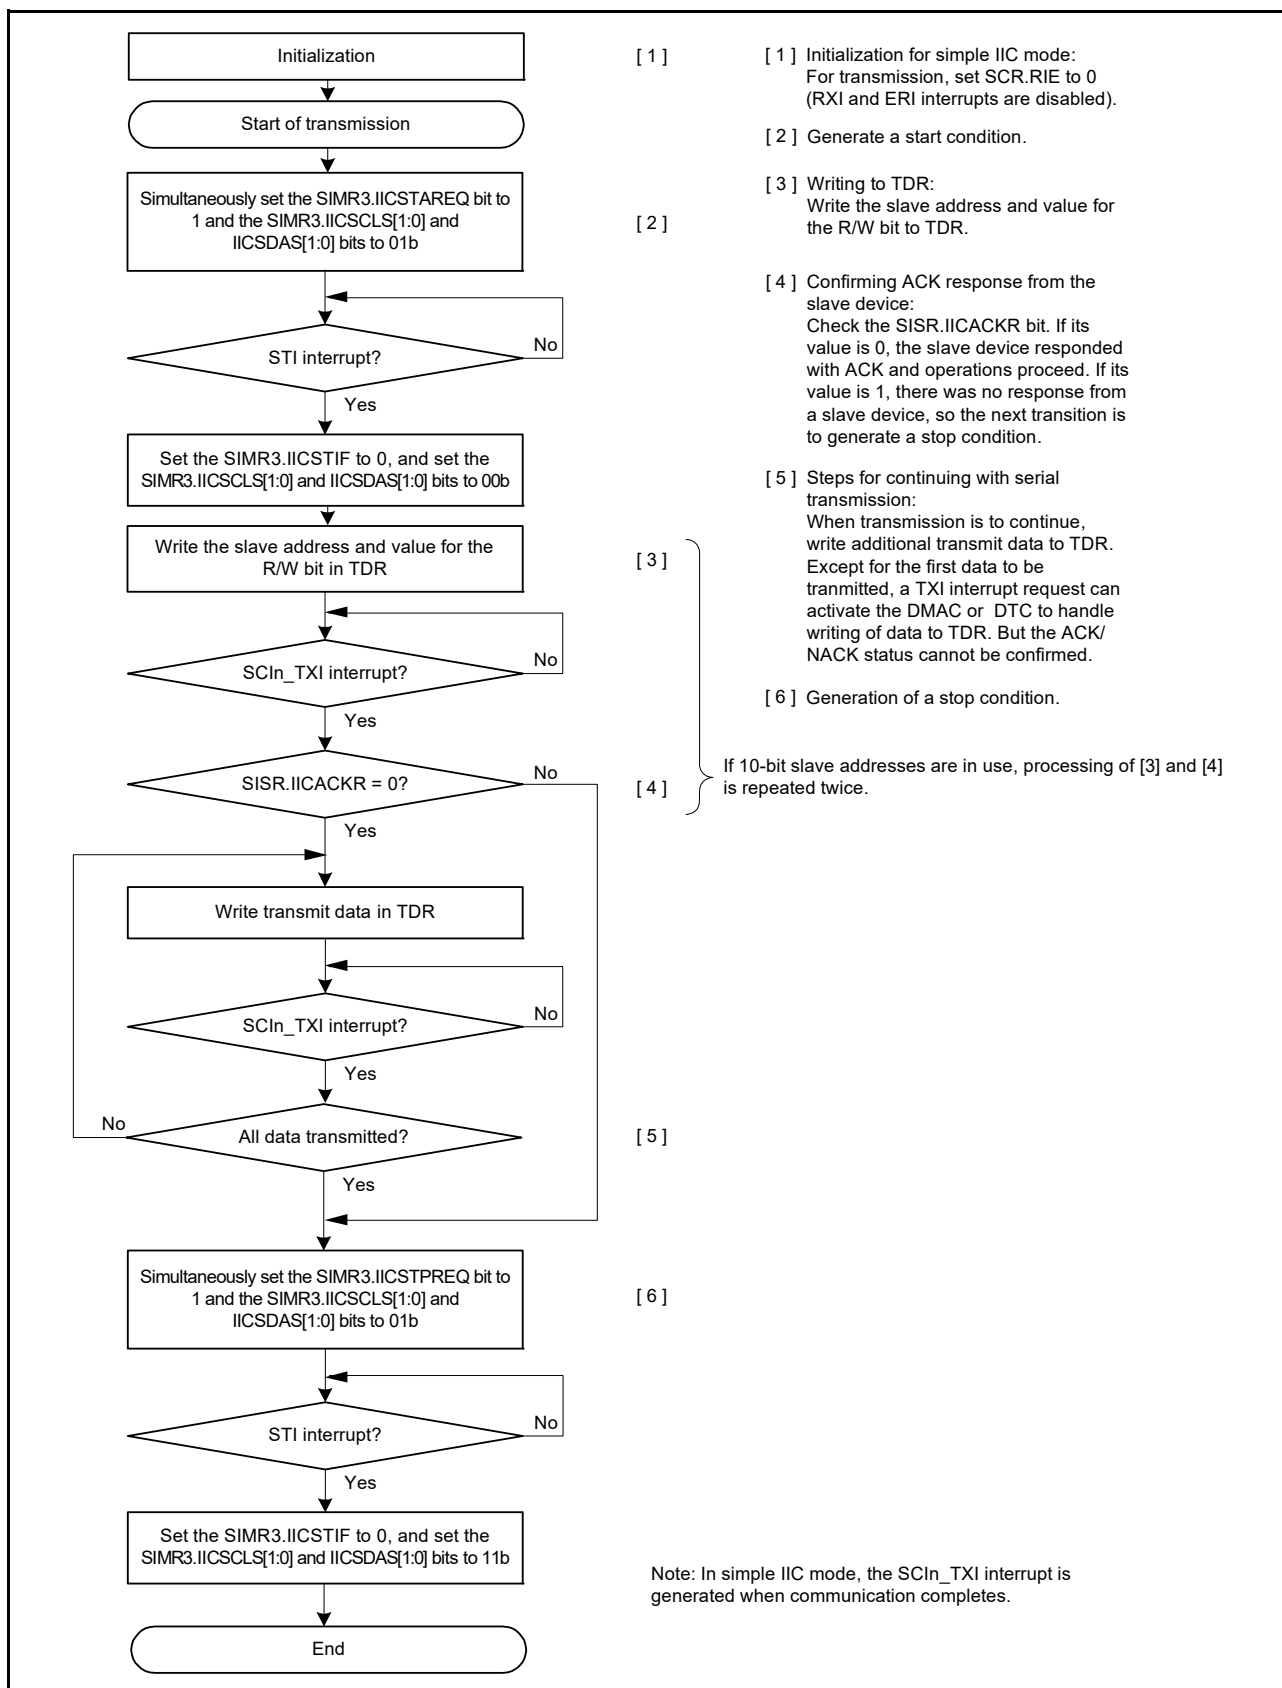 Initialization
[ 1 ]
Start of transmission
Simultaneously set the SIMR3.IICSTAREQ bit to
1 and the SIMR3.IICSCLS[1:0] and
IICSDAS[1:0] bits to 01b
[ 2 ]
STI interrupt?
No
Yes
Set the SIMR3.IICSTIF to 0, and set the
SIMR3.IICSCLS[1:0] and IICSDAS[1:0] bits to 00b
Write the slave address and value for the
R/W bit in TDR
[ 3 ]
SCIn_TXI interrupt?
No
Yes
SISR.IICACKR = 0?
No
[ 4 ]
Yes
Write transmit data in TDR
SCIn_TXI interrupt?
No
Yes
All data transmitted?
No
[ 5 ]
Yes
Simultaneously set the SIMR3.IICSTPREQ bit to
1 and the SIMR3.IICSCLS[1:0] and
IICSDAS[1:0] bits to 01b
[ 6 ]
STI interrupt?
No
Yes
Set the SIMR3.IICSTIF to 0, and set the
SIMR3.IICSCLS[1:0] and IICSDAS[1:0] bits to 11b
End
[ 1 ] Initialization for simple IIC mode:
For transmission, set SCR.RIE to 0
(RXI and ERI interrupts are disabled).
[ 2 ] Generate a start condition.
[ 3 ] Writing to TDR:
Write the slave address and value for
the R/W bit to TDR.
[ 4 ] Confirming ACK response from the
slave device:
Check the SISR.IICACKR bit. If its
value is 0, the slave device responded
with ACK and operations proceed. If its
value is 1, there was no response from
a slave device, so the next transition is
to generate a stop condition.
[ 5 ] Steps for continuing with serial
transmission:
When transmission is to continue,
write additional transmit data to TDR.
Except for the first data to be
tranmitted, a TXI interrupt request can
activate the DMAC or DTC to handle
writing of data to TDR. But the ACK/
NACK status cannot be confirmed.
[ 6 ] Generation of a stop condition.
If 10-bit slave addresses are in use, processing of [3] and [4]
is repeated twice.
Note: In simple IIC mode, the SCIn_TXI interrupt is
generated when communication completes.